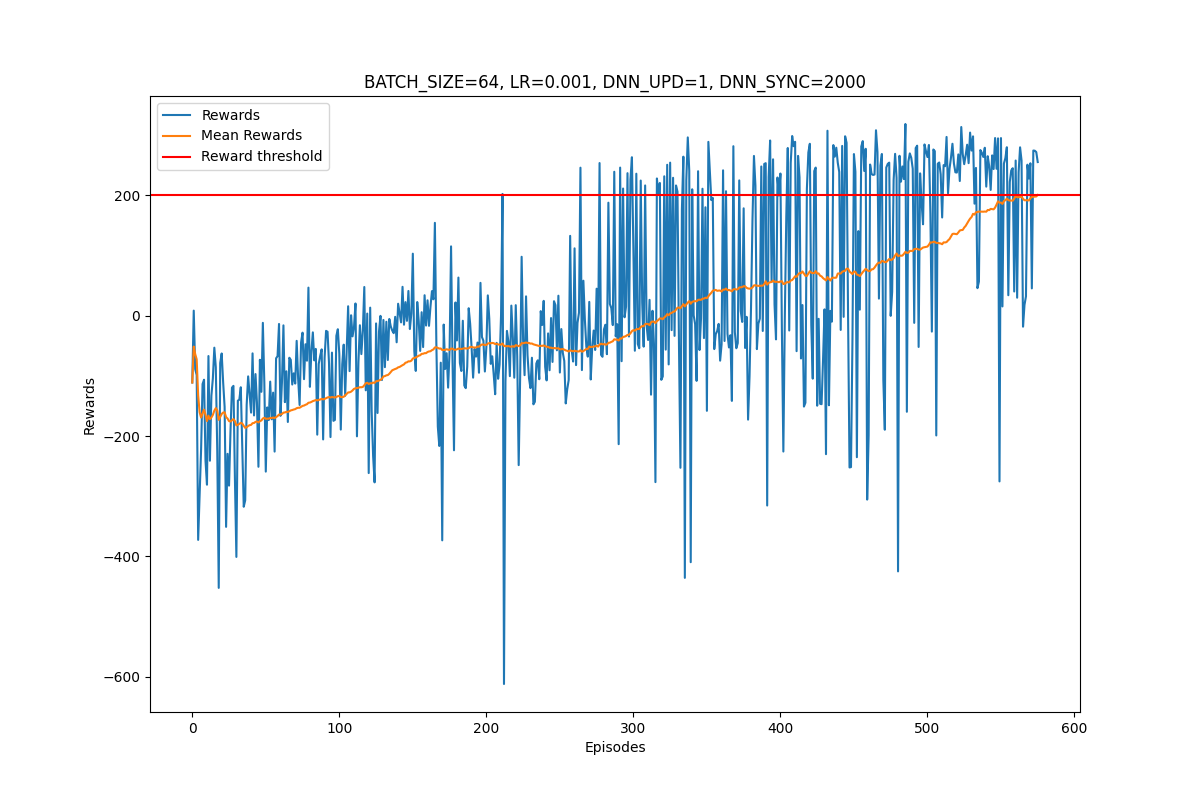 BATCH_SIZE=64, LR=0.001, DNN_UPD=1, DNN_SYNC=2000
Rewards
Mean Rewards
Reward threshold
200
0
−200
−400
−600
Rewards
0 100 200 300 400 500 600
Episodes